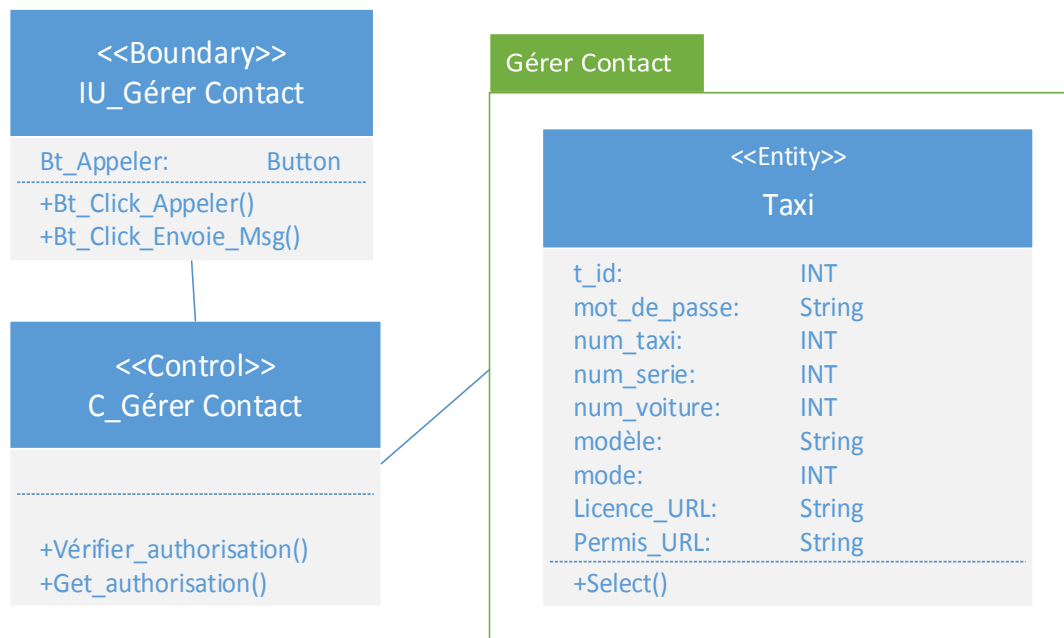 <<Boundary>>
IU_Gérer Contact
Bt_Appeler: Button
+Bt_Click_Appeler()
+Bt_Click_Envoie_Msg()
<<Control>>
C_Gérer Contact
+Vérifier_authorisation()
+Get_authorisation()
Gérer Contact
<<Entity>>
Taxi
t_id: INT
mot_de_passe: String
num_taxi: INT
num_serie: INT
num_voiture: INT
modèle: String
mode: INT
Licence_URL: String
Permis_URL: String
+Select()